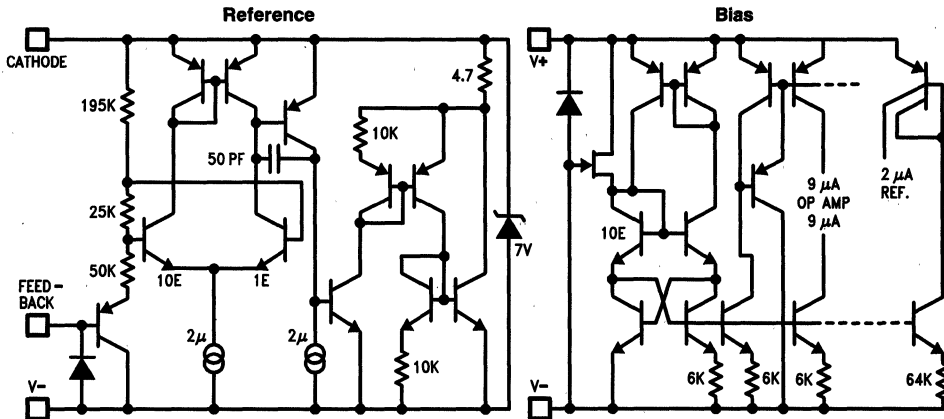 Reference
Bias
CATHODE
V+
195K
4.7
10K
50 PF
25K
50K
10E
1E
FEED-
BACK
2μ
2μ
7V
10K
V-
10E
2 μA
REF.
9 μA
OP AMP
9 μA
6K
6K
6K
64K
V-